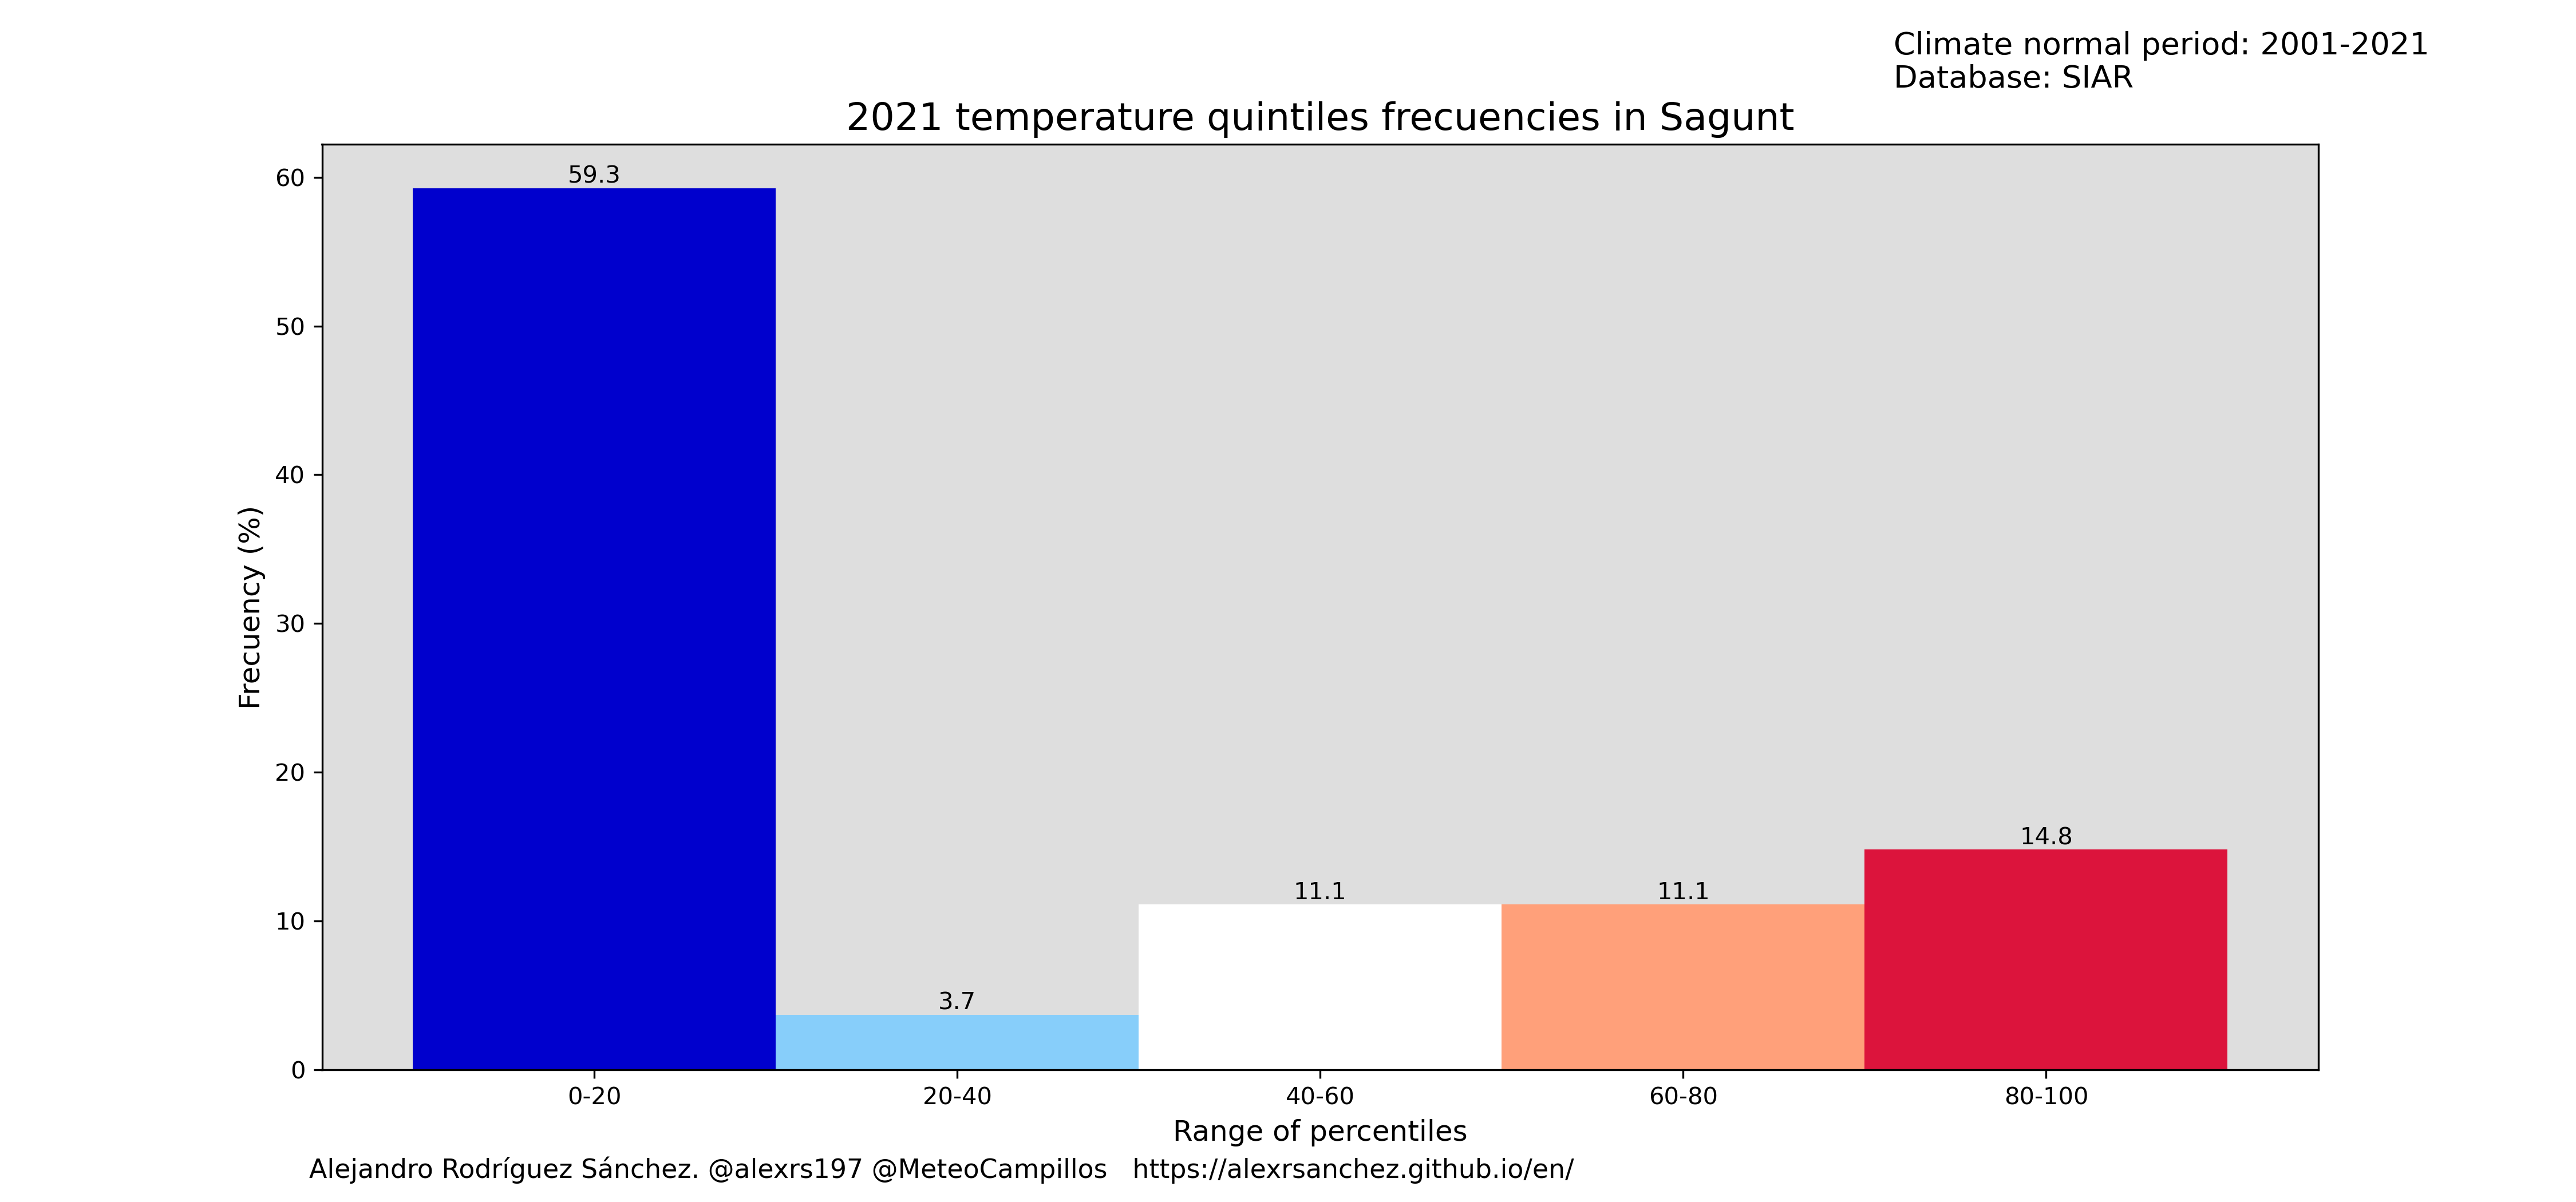 Climate normal period: 2001-2021
Database: SIAR
2021 temperature quintiles frecuencies in Sagunt
60
50
40
30
20
10
0
Frecuency (%)
59.3
3.7
11.1
11.1
14.8
0-20
20-40
40-60
60-80
80-100
Range of percentiles
Alejandro Rodríguez Sánchez. @alexrs197 @MeteoCampillos https://alexrsanchez.github.io/en/